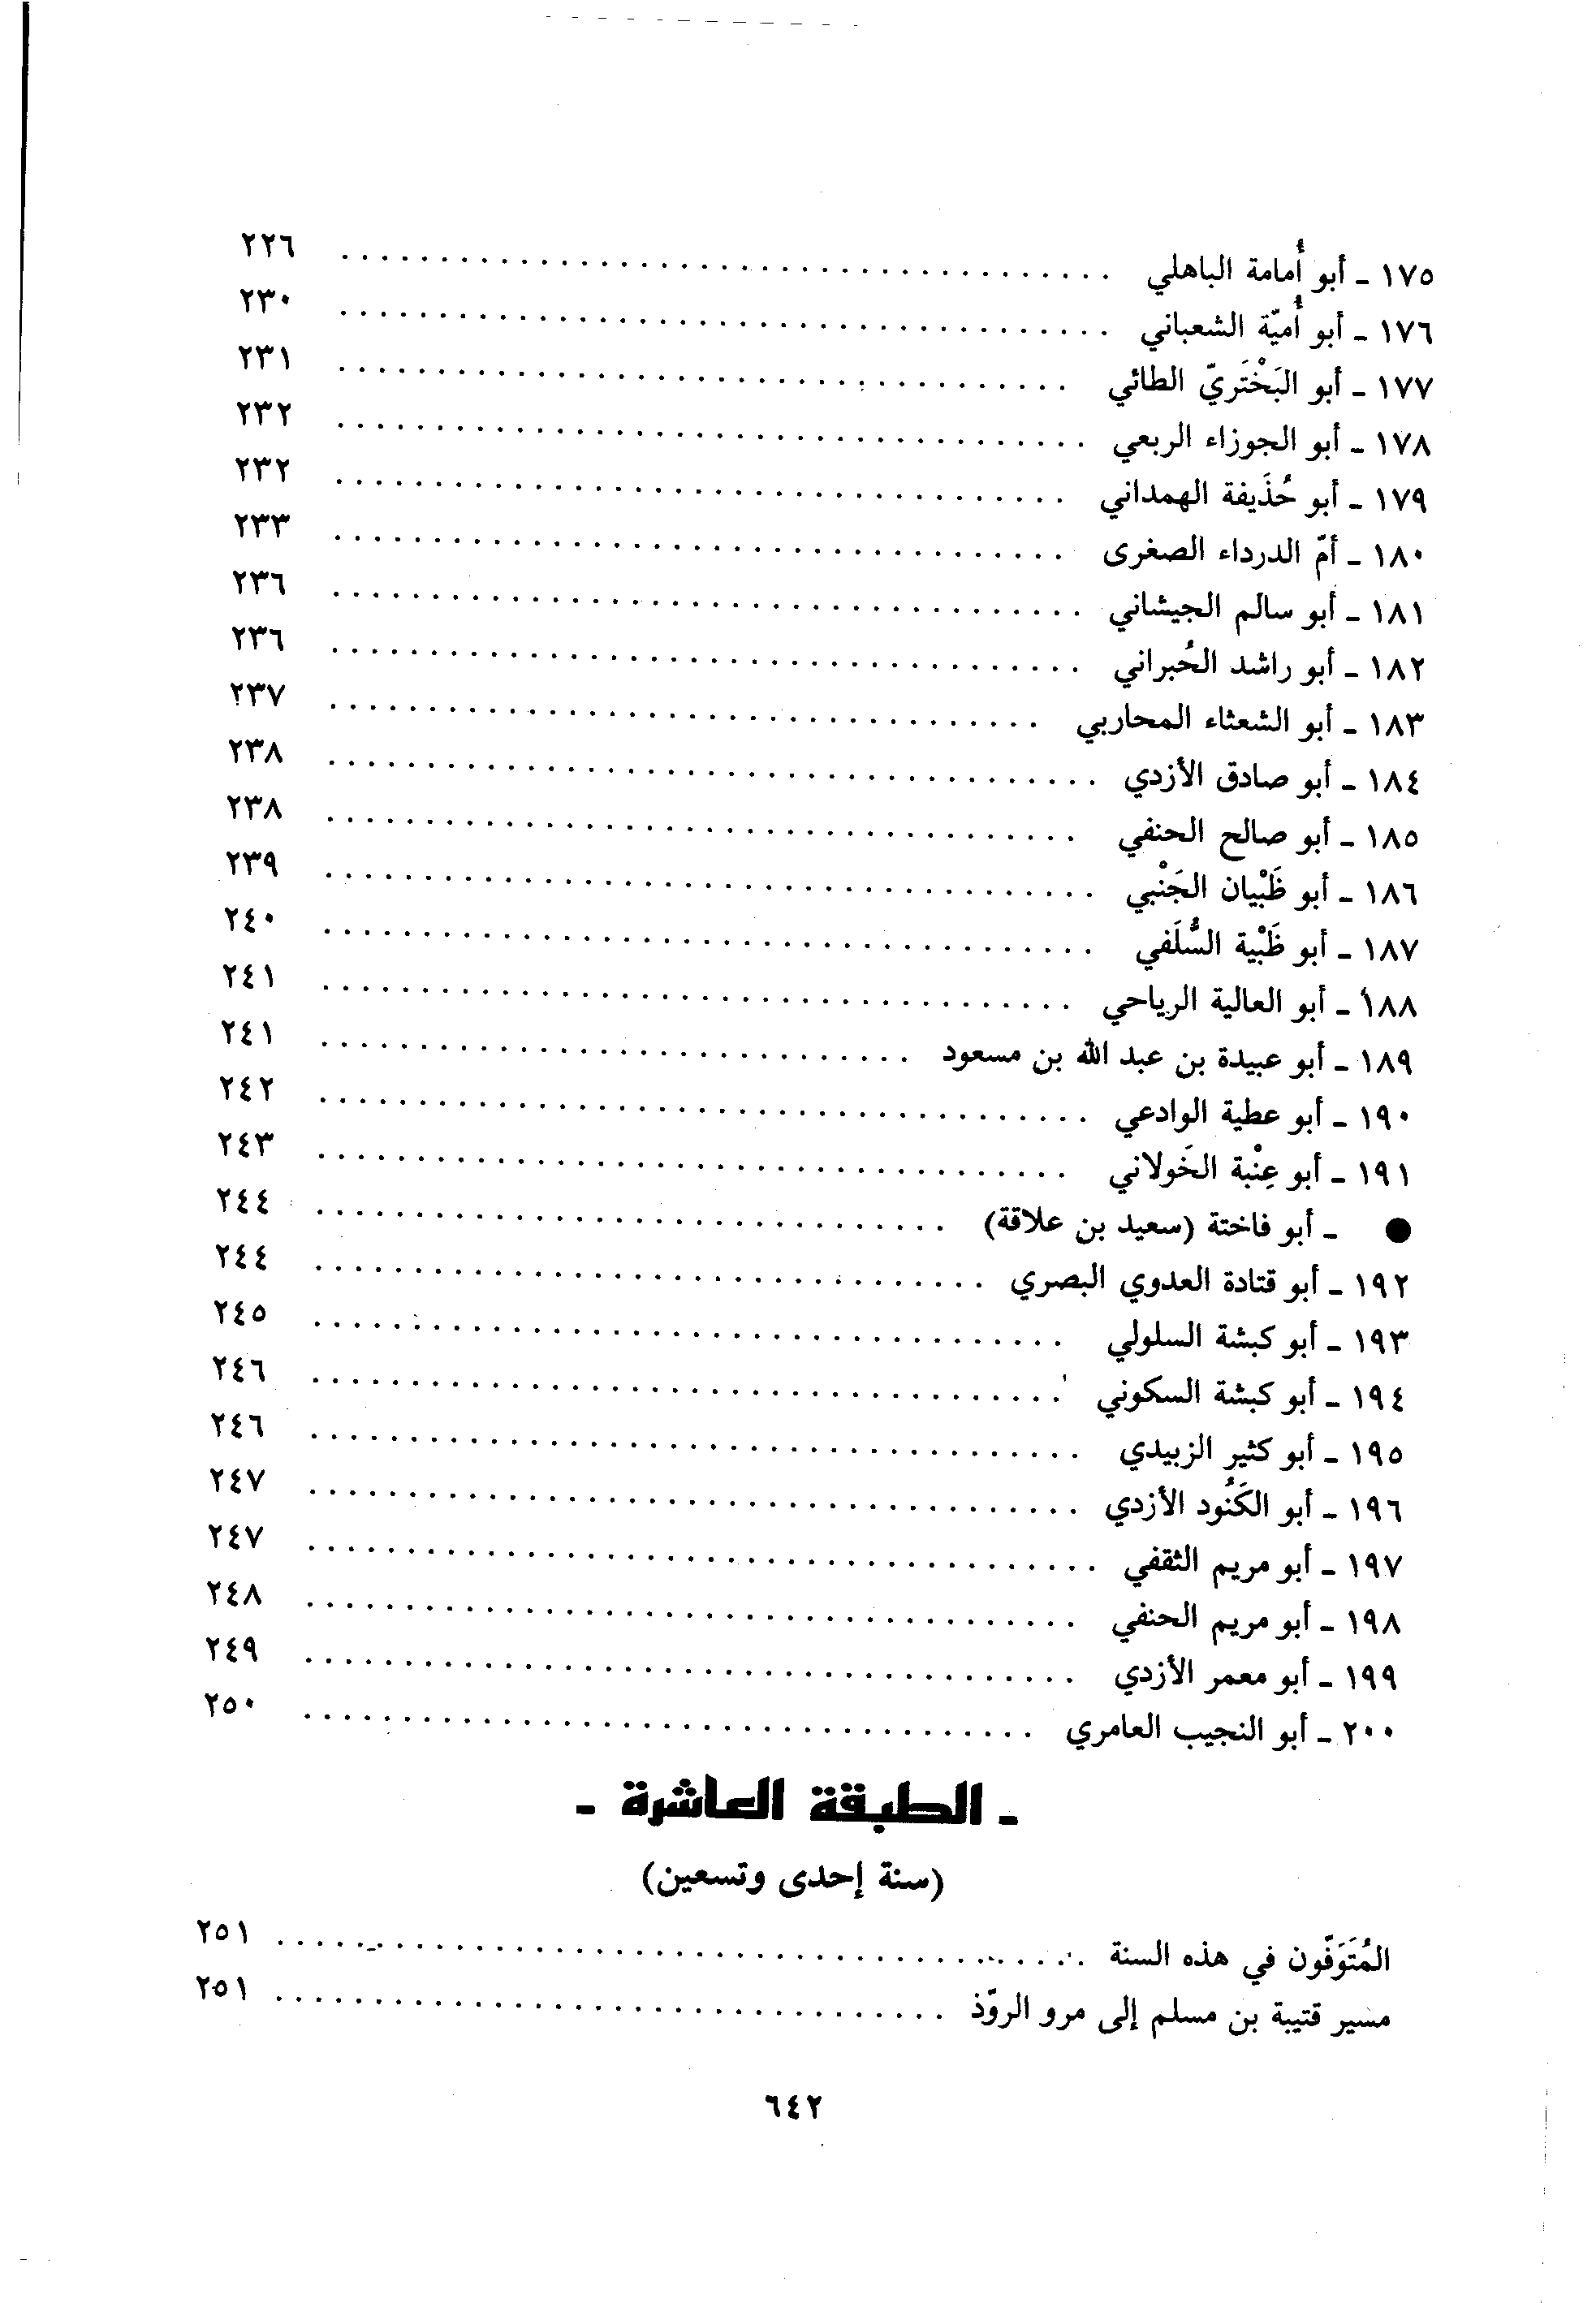 ١٧٥ ـ أبو أُمامة الباهلي ........................................ ٢٢٦
١٧٦ ـ أبو أُميّة الشعباني ........................................ ٢٣٠
١٧٧ ـ أبو البَخْتَريّ الطائي ........................................ ٢٣١
١٧٨ ـ أبو الجوزاء الربعي ........................................ ٢٣٢
١٧٩ ـ أبو حُذَيفة الهمداني ........................................ ٢٣٢
١٨٠ ـ أمّ الدرداء الصغرى ........................................ ٢٣٣
١٨١ ـ أبو سالم الجيشاني ........................................ ٢٣٦
١٨٢ ـ أبو راشد الحُبراني ........................................ ٢٣٦
١٨٣ ـ أبو الشعثاء المحاربي ........................................ ٢٣٧
١٨٤ ـ أبو صادق الأزدي ........................................ ٢٣٨
١٨٥ ـ أبو صالح الحنفي ........................................ ٢٣٨
١٨٦ ـ أبو ظَبْيان الجَنْبي ........................................ ٢٣٩
١٨٧ ـ أبو ظَبْية السُّلَفي ........................................ ٢٤٠
١٨٨ ـ أبو العالية الرياحي ........................................ ٢٤١
١٨٩ ـ أبو عبيدة بن عبد الله بن مسعود ................................ ٢٤١
١٩٠ ـ أبو عطية الوادعي ........................................ ٢٤٢
١٩١ ـ أبو عِنْبة الخَولاني ........................................ ٢٤٣
● ـ أبو فاختة (سعيد بن علاقة) ................................ ٢٤٤
١٩٢ ـ أبو قتادة العدوي البصري ................................ ٢٤٤
١٩٣ ـ أبو كبشة السلولي ........................................ ٢٤٥
١٩٤ ـ أبو كبشة السكوني ........................................ ٢٤٦
١٩٥ ـ أبو كثير الزبيدي ........................................ ٢٤٦
١٩٦ ـ أبو الكَنُود الأزدي ........................................ ٢٤٧
١٩٧ ـ أبو مريم الثقفي ........................................ ٢٤٧
١٩٨ ـ أبو مريم الحنفي ........................................ ٢٤٨
١٩٩ ـ أبو معمر الأزدي ........................................ ٢٤٩
٢٠٠ ـ أبو النجيب العامري ........................................ ٢٥٠
ـ الطبقة العاشرة ـ
(سنة إحدى وتسعين)
المُتَوَفّون في هذه السنة ........................................ ٢٥١
مسير قتيبة بن مسلم إلى مرو الروّذ ................................ ٢٥١
٦٤٢